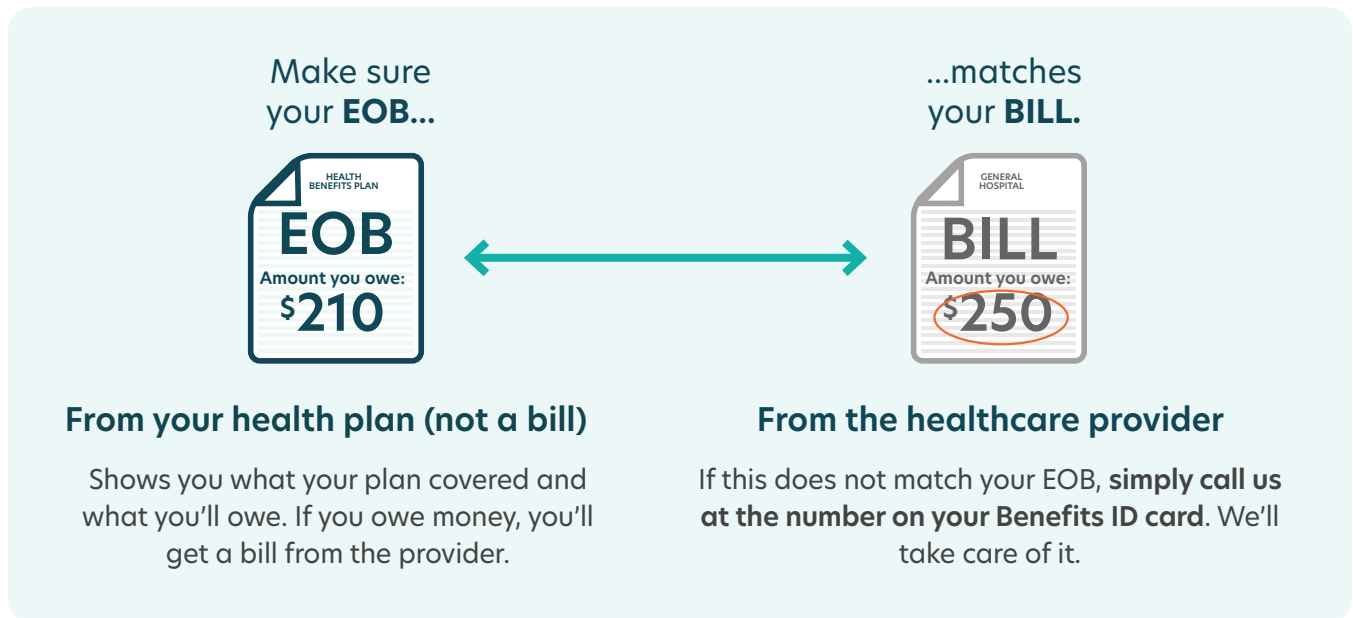 Make sure
your EOB...
HEALTH
BENEFITS PLAN
EOB
Amount you owe:
$210
From your health plan (not a bill)
Shows you what your plan covered and
what you'll owe. If you owe money, you'll
get a bill from the provider.
...matches
your BILL.
GENERAL
HOSPITAL
BILL
Amount you owe:
$250
From the healthcare provider
If this does not match your EOB, simply call us
at the number on your Benefits ID card. We'll
take care of it.